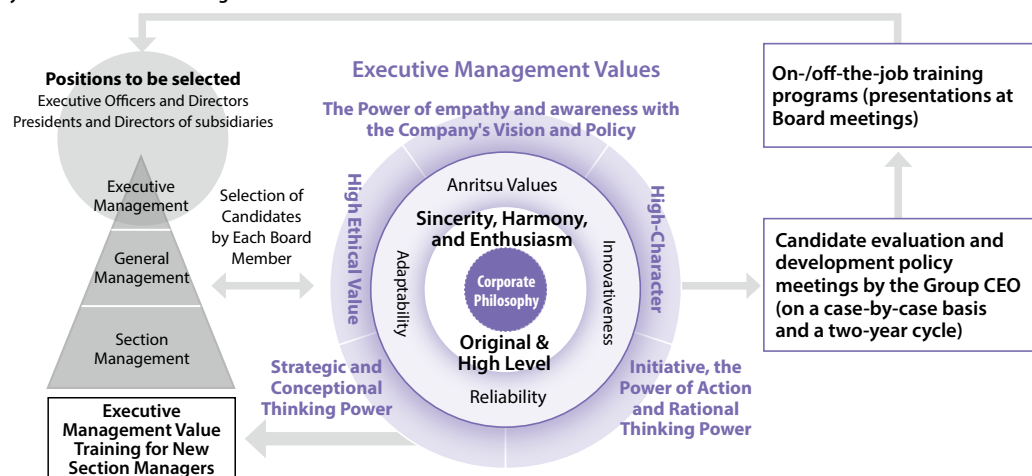 Positions to be selected
Executive Officers and Directors
Presidents and Directors of subsidiaries
Executive
Management
General
Management
Section
Management
Executive
Management Value
Training for New
Section Managers
Selection of
Candidates
by Each Board
Member
Executive Management Values
The Power of empathy and awareness with
the Company's Vision and Policy
High Ethical Value
High-Character
Anritsu Values
Sincerity, Harmony,
and Enthusiasm
Adaptability
Innovativeness
Corporate
Philosophy
Original &
High Level
Reliability
Strategic and
Conceptional
Thinking Power
Initiative, the
Power of Action
and Rational
Thinking Power
On-/off-the-job training
programs (presentations at
Board meetings)
Candidate evaluation and
development policy
meetings by the Group CEO
(on a case-by-case basis
and a two-year cycle)